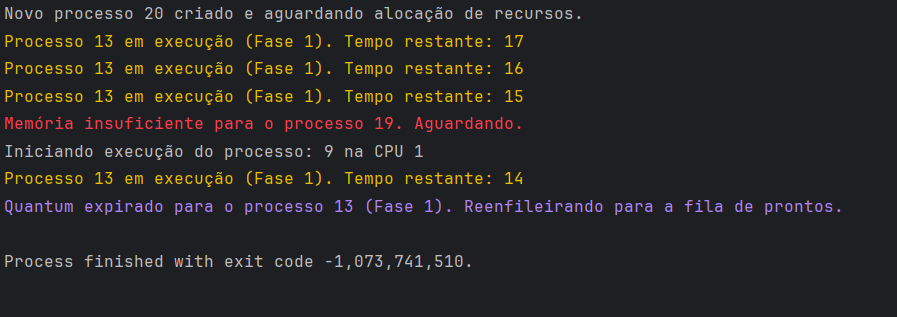 Novo processo 20 criado e aguardando alocação de recursos.
Processo 13 em execução (Fase 1). Tempo restante: 17
Processo 13 em execução (Fase 1). Tempo restante: 16
Processo 13 em execução (Fase 1). Tempo restante: 15
Memória insuficiente para o processo 19. Aguardando.
Iniciando execução do processo: 9 na CPU 1
Processo 13 em execução (Fase 1). Tempo restante: 14
Quantum expirado para o processo 13 (Fase 1). Reenfileirando para a fila de prontos.
Process finished with exit code -1,073,741,510.